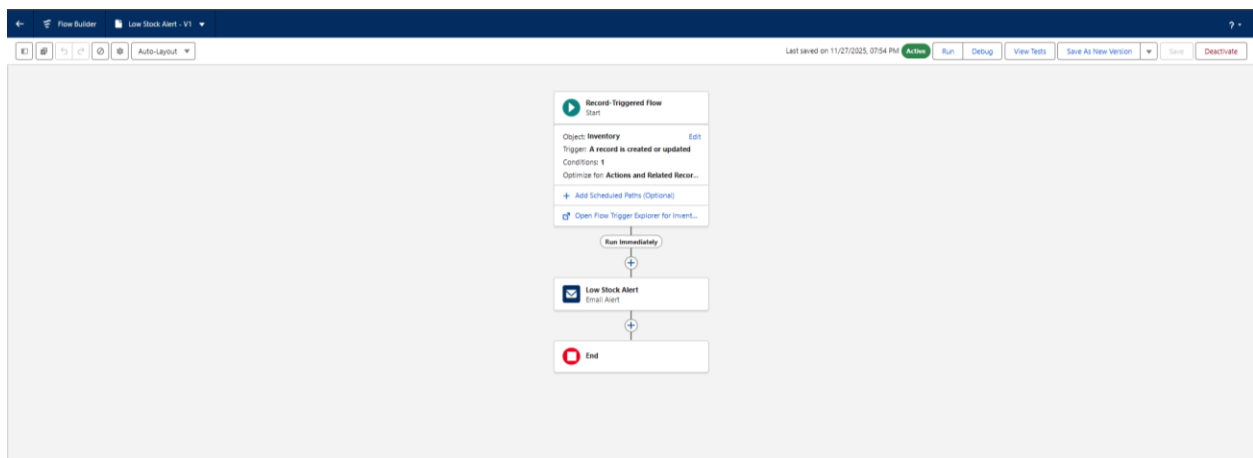 Flow Builder
Low Stock Alert - V1
?
Auto-Layout
Last saved on 11/27/2025, 07:54 PM
Active
Run
Debug
View Tests
Save As New Version
Save
Deactivate
Record-Triggered Flow
Start
Object: Inventory
Edit
Trigger: A record is created or updated
Conditions: 1
Optimize for: Actions and Related Recor...
+ Add Scheduled Paths (Optional)
Open Flow Trigger Explorer for Invent...
Run Immediately
Low Stock Alert
Email Alert
End